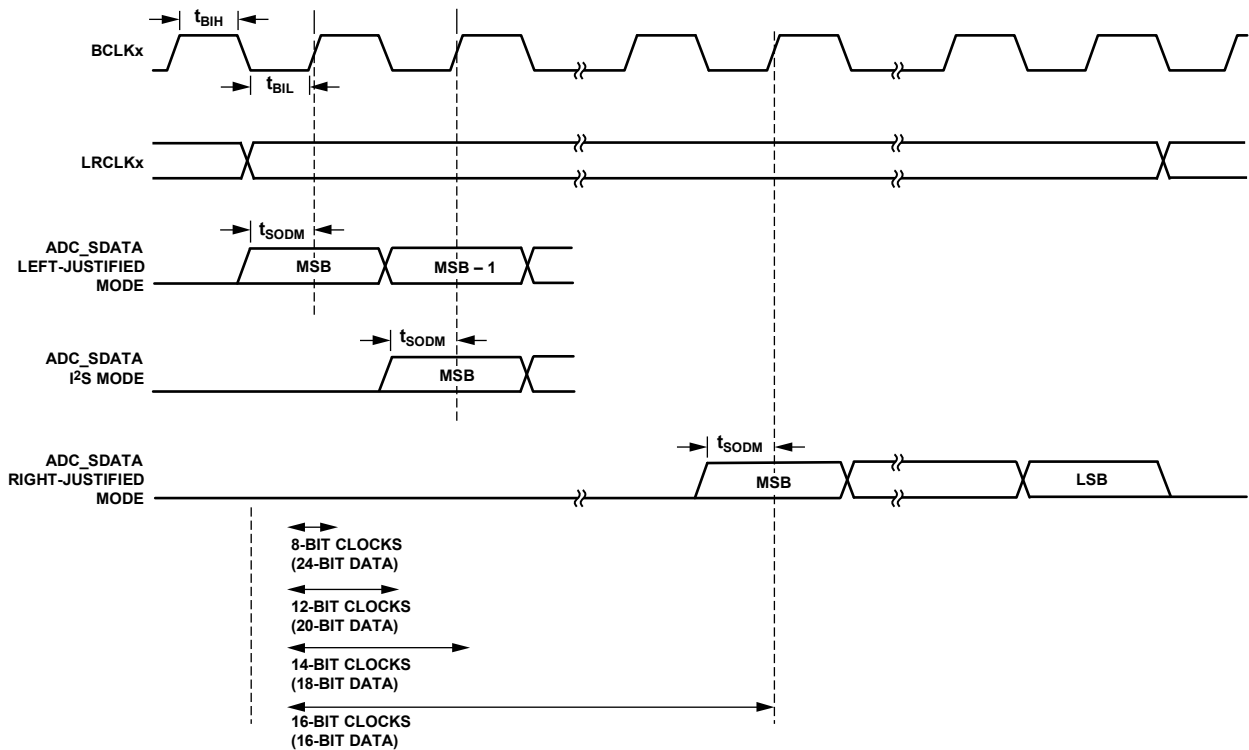 tBIH
BCLKx
tBIL
LRCLKx
tSODM
ADC_SDATA
LEFT-JUSTIFIED
MODE
MSB
MSB – 1
tSODM
ADC_SDATA
I2S MODE
MSB
tSODM
ADC_SDATA
RIGHT-JUSTIFIED
MODE
MSB
LSB
8-BIT CLOCKS
(24-BIT DATA)
12-BIT CLOCKS
(20-BIT DATA)
14-BIT CLOCKS
(18-BIT DATA)
16-BIT CLOCKS
(16-BIT DATA)